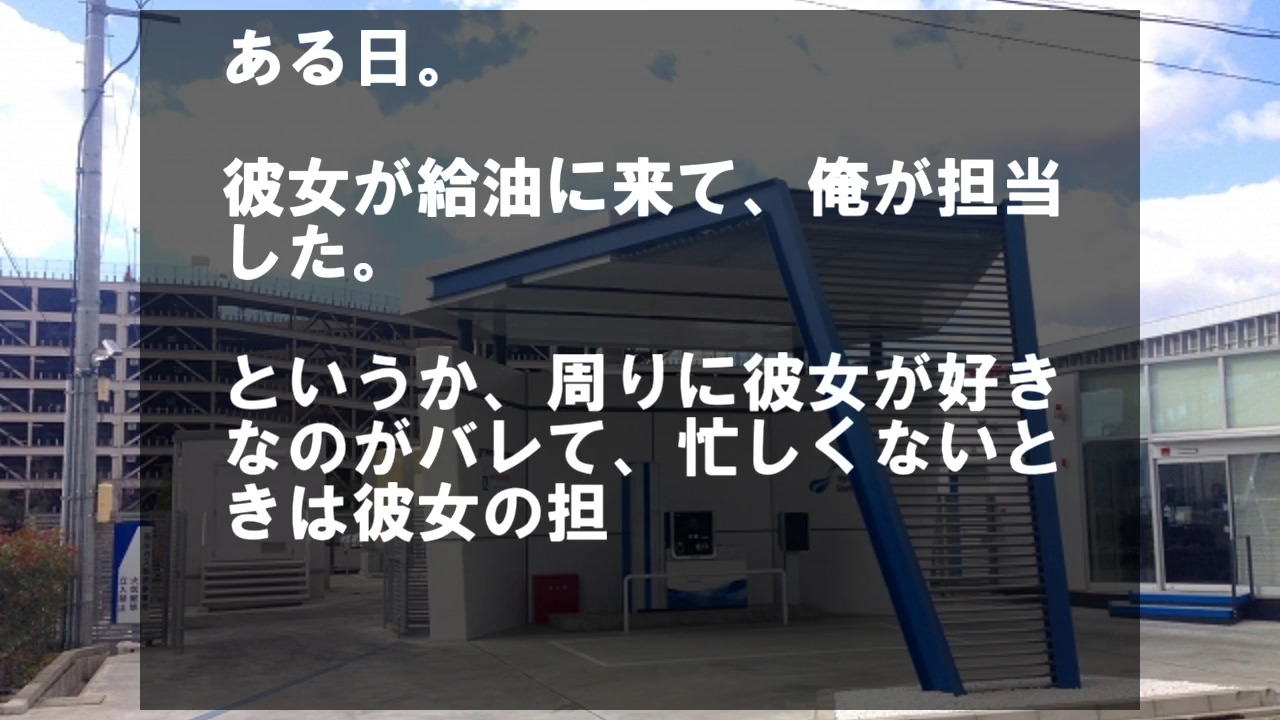 ある日。
彼女が給油に来て、俺が担当
した。
というか、周りに彼女が好き
なのがバレて、忙しくないと
きは彼女の担